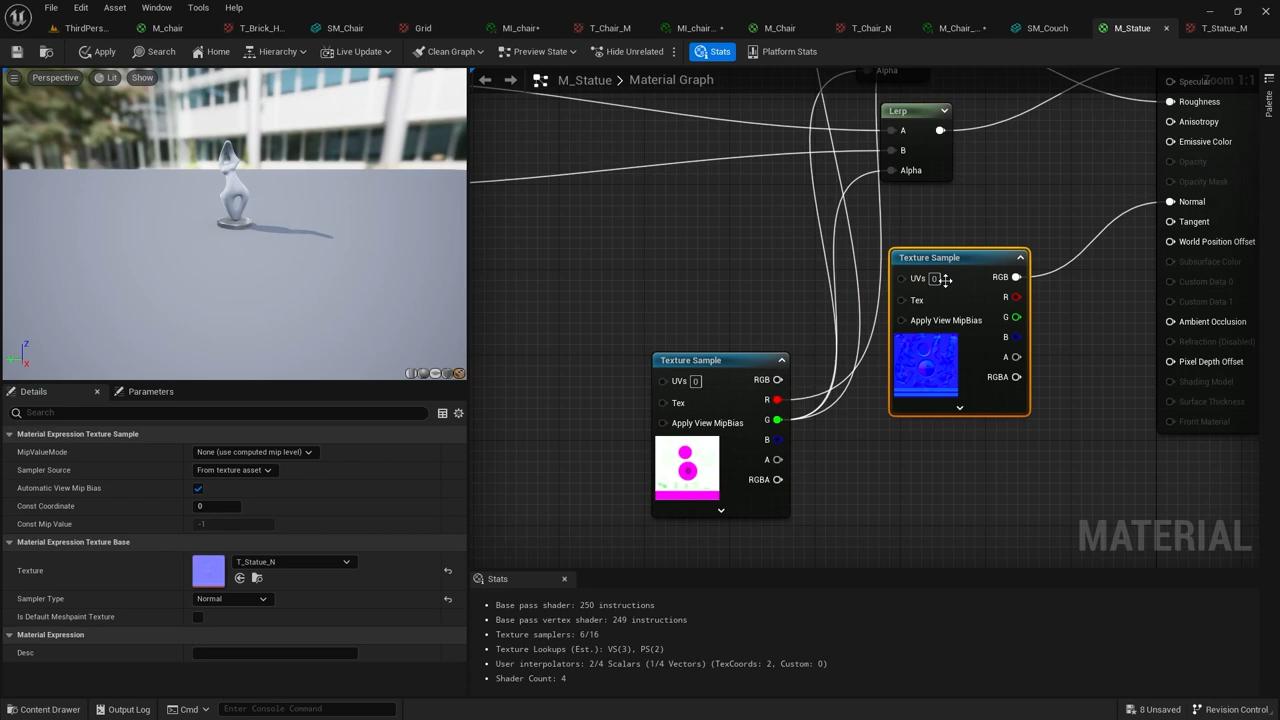 File Edit Asset Window Tools Help
ThirdPers...
M_chair
T_Brick_H...
SM_Chair
Grid
MI_chair•
T_Chair_M
MI_chair...•
M_Chair
T_Chair_N
M_Chair_...•
SM_Couch
M_Statue
T_Statue_M
Apply
Search
Home
Hierarchy
Live Update
Clean Graph
Preview State
Hide Unrelated
Stats
Platform Stats
Perspective Lit Show
M_Statue > Material Graph
Zoom 1:1
Palette
Alpha
Lerp
A
B
Alpha
Specular
Roughness
Anisotropy
Emissive Color
Opacity
Opacity Mask
Normal
Tangent
World Position Offset
Subsurface Color
Custom Data 0
Custom Data 1
Ambient Occlusion
Refraction (Disabled)
Pixel Depth Offset
Shading Model
Surface Thickness
Front Material
Texture Sample
UVs 0 RGB
R
Tex
G
Apply View MipBias
B
A
RGBA
Texture Sample
UVs 0 RGB
R
Tex
G
Apply View MipBias
B
A
RGBA
MATERIAL
Z
X
Details
Parameters
Search
Material Expression Texture Sample
MipValueMode None (use computed mip level)
Sampler Source From texture asset
Automatic View Mip Bias
Const Coordinate 0
Const Mip Value -1
Material Expression Texture Base
Texture T_Statue_N
Sampler Type Normal
Is Default Meshpaint Texture
Material Expression
Desc
Stats
Base pass shader: 250 instructions
Base pass vertex shader: 249 instructions
Texture samplers: 6/16
Texture Lookups (Est.): VS(3), PS(2)
User interpolators: 2/4 Scalars (1/4 Vectors) (TexCoords: 2, Custom: 0)
Shader Count: 4
Content Drawer
Output Log
Cmd
Enter Console Command
8 Unsaved
Revision Control